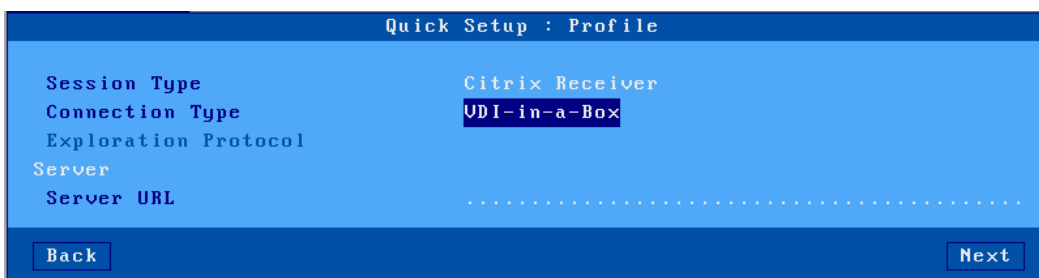 Quick Setup : Profile
Session Type Citrix Receiver
Connection Type VDI-in-a-Box
Exploration Protocol
Server
Server URL ...........................................
Back Next